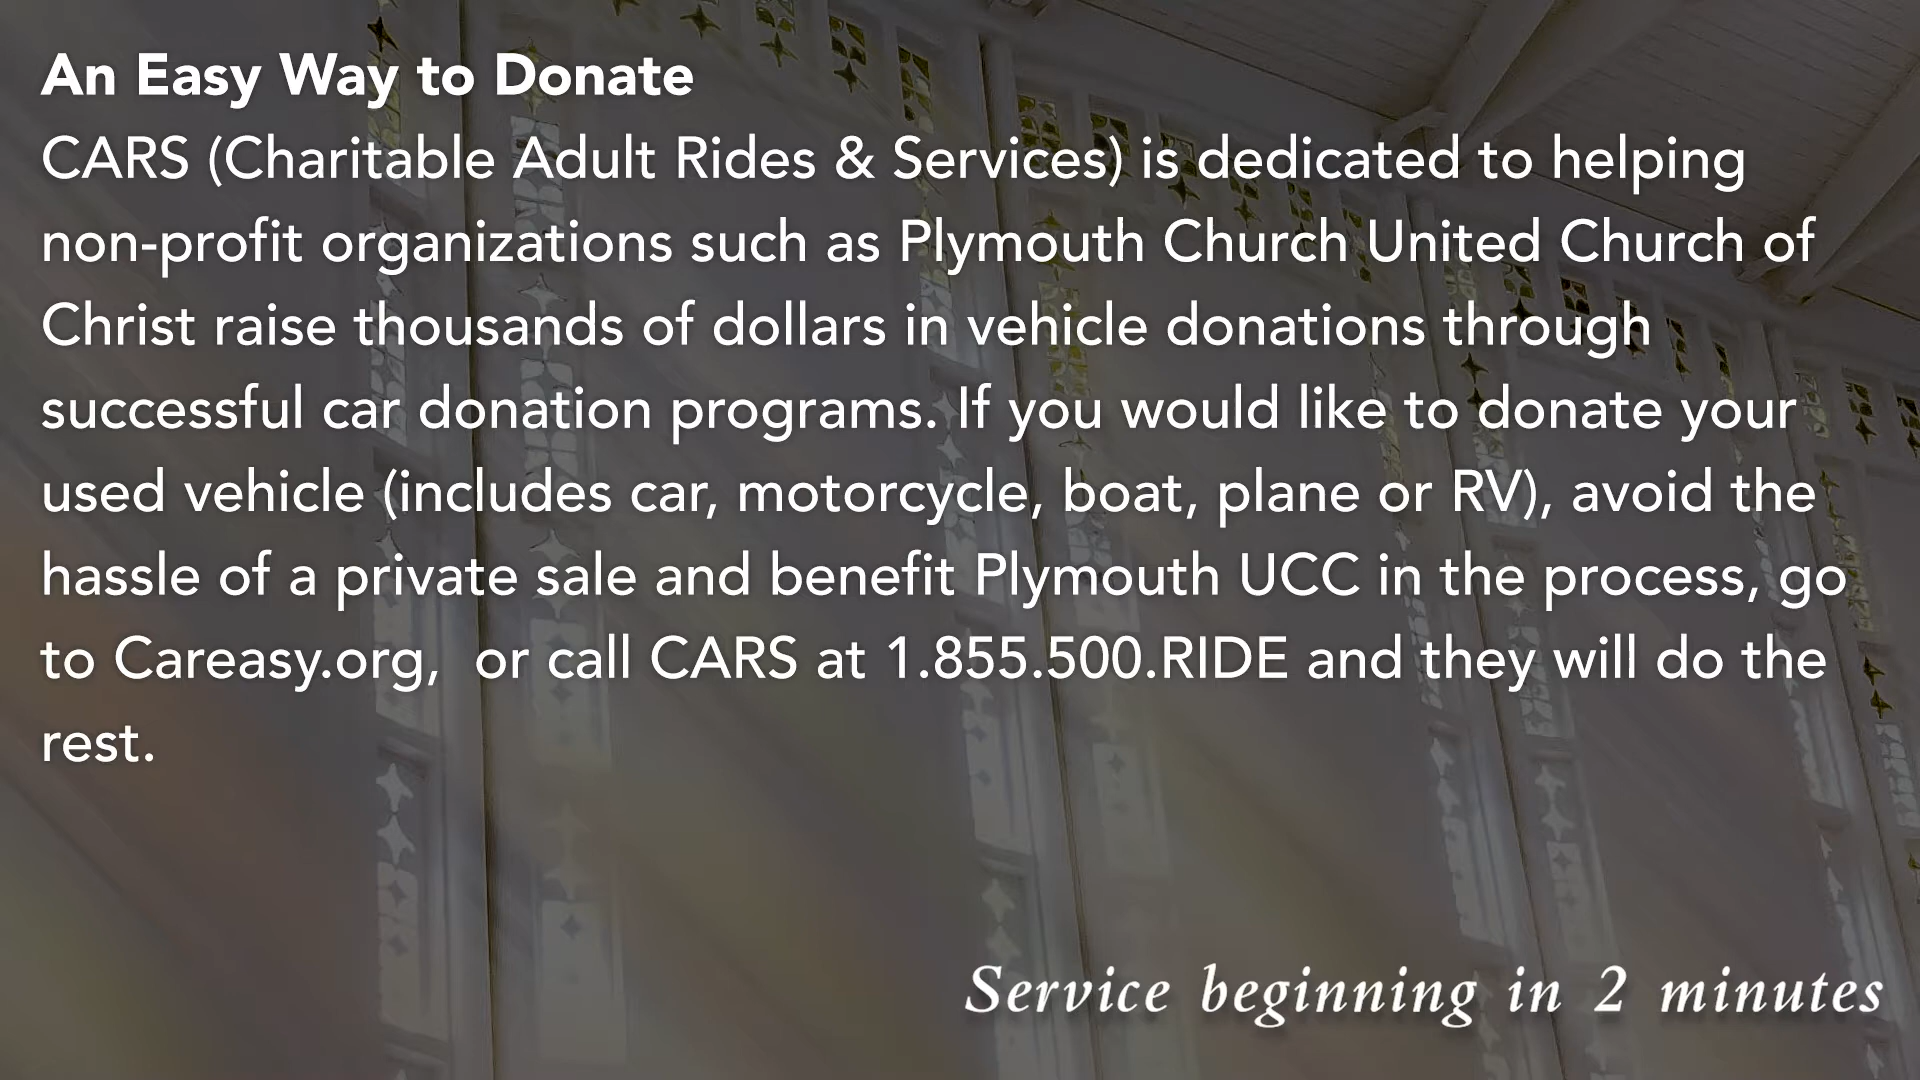 An Easy Way to Donate
CARS (Charitable Adult Rides & Services) is dedicated to helping
non-profit organizations such as Plymouth Church United Church of
Christ raise thousands of dollars in vehicle donations through
successful car donation programs. If you would like to donate your
used vehicle (includes car, motorcycle, boat, plane or RV), avoid the
hassle of a private sale and benefit Plymouth UCC in the process, go
to Careasy.org,  or call CARS at 1.855.500.RIDE and they will do the
rest.
Service beginning in 2 minutes